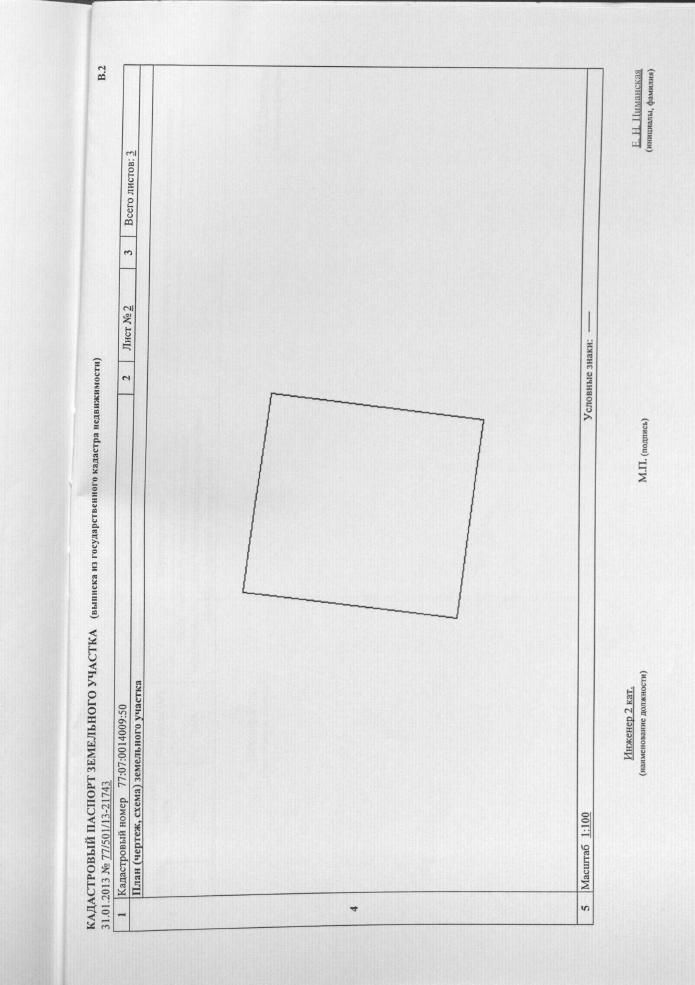 В.2
КАДАСТРОВЫЙ ПАСПОРТ ЗЕМЕЛЬНОГО УЧАСТКА (выписка из государственного кадастра недвижимости)
31.01.2013 № 77/501/13-21743
1 Кадастровый номер 77:07:0014009:50 2 Лист № 2 3 Всего листов: 3
План (чертеж, схема) земельного участка
4
5 Масштаб 1:100 Условные знаки: —
Инженер 2 кат. М.П. (подпись) Е. Н. Циманская
(наименование должности) (инициалы, фамилия)